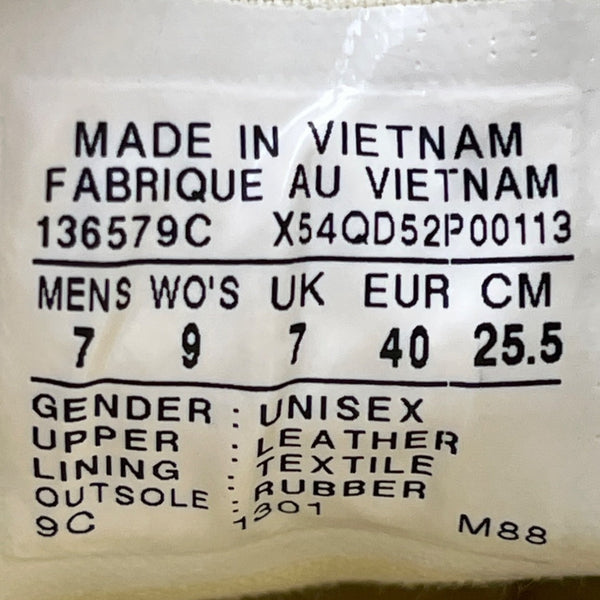 MADE IN VIETNAM
FABRIQUE AU VIETNAM
136579C X54QD52P00113
MENS WO'S UK EUR CM
7 9 7 40 25.5
GENDER : UNISEX
UPPER : LEATHER
LINING : TEXTILE
OUTSOLE : RUBBER
9C 1301 M88